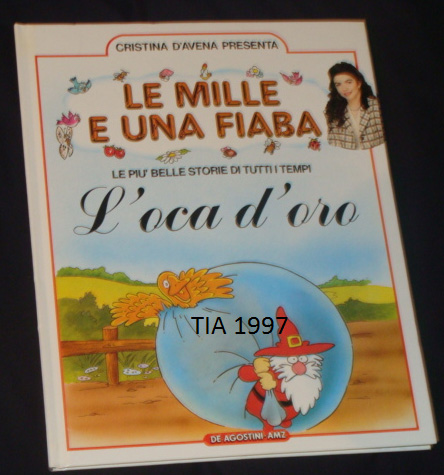 CRISTINA D'AVENA PRESENTA
LE MILLE
E UNA FIABA
LE PIU' BELLE STORIE DI TUTTI I TEMPI
L'oca d'oro
TIA 1997
DE AGOSTINI-AMZ